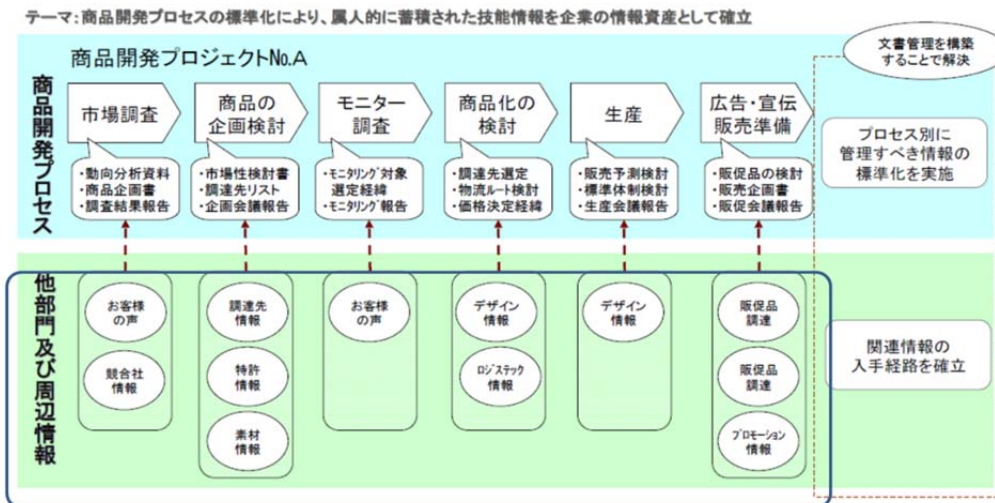 テーマ:商品開発プロセスの標準化により、属人的に蓄積された技能情報を企業の情報資産として確立
商品開発プロセス
商品開発プロジェクトNo.A
市場調査
商品の
企画検討
モニター
調査
商品化の
検討
生産
広告・宣伝
販売準備
・動向分析資料
・商品企画書
・調査結果報告
・市場性検討書
・調達先リスト
・企画会議報告
・モニタリング対象
選定経緯
・モニタリング報告
・調達先選定
・物流ルート検討
・価格決定経緯
・販売予測検討
・標準体制検討
・生産会議報告
・販促品の検討
・販売企画書
・販促会議報告
文書管理を構築
することで解決
プロセス別に
管理すべき情報の
標準化を実施
他部門及び周辺情報
お客様
の声
競合社
情報
調達先
情報
特許
情報
素材
情報
お客様
の声
デザイン
情報
ロジステック
情報
デザイン
情報
販促品
調達
販促品
調達
プロモーション
情報
関連情報の
入手経路を確立